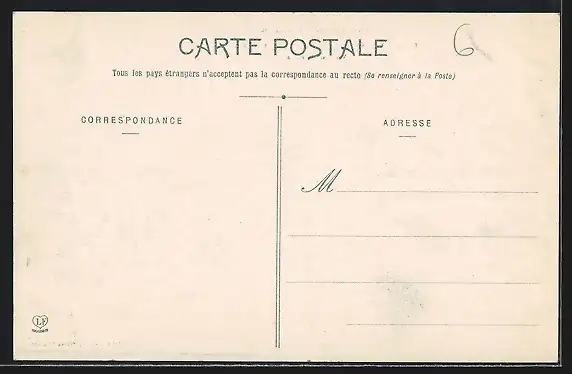 CARTE POSTALE
6
Tous les pays étrangers n'acceptent pas la correspondance au recto (Se renseigner à la Poste)
CORRESPONDANCE
ADRESSE
M
LF